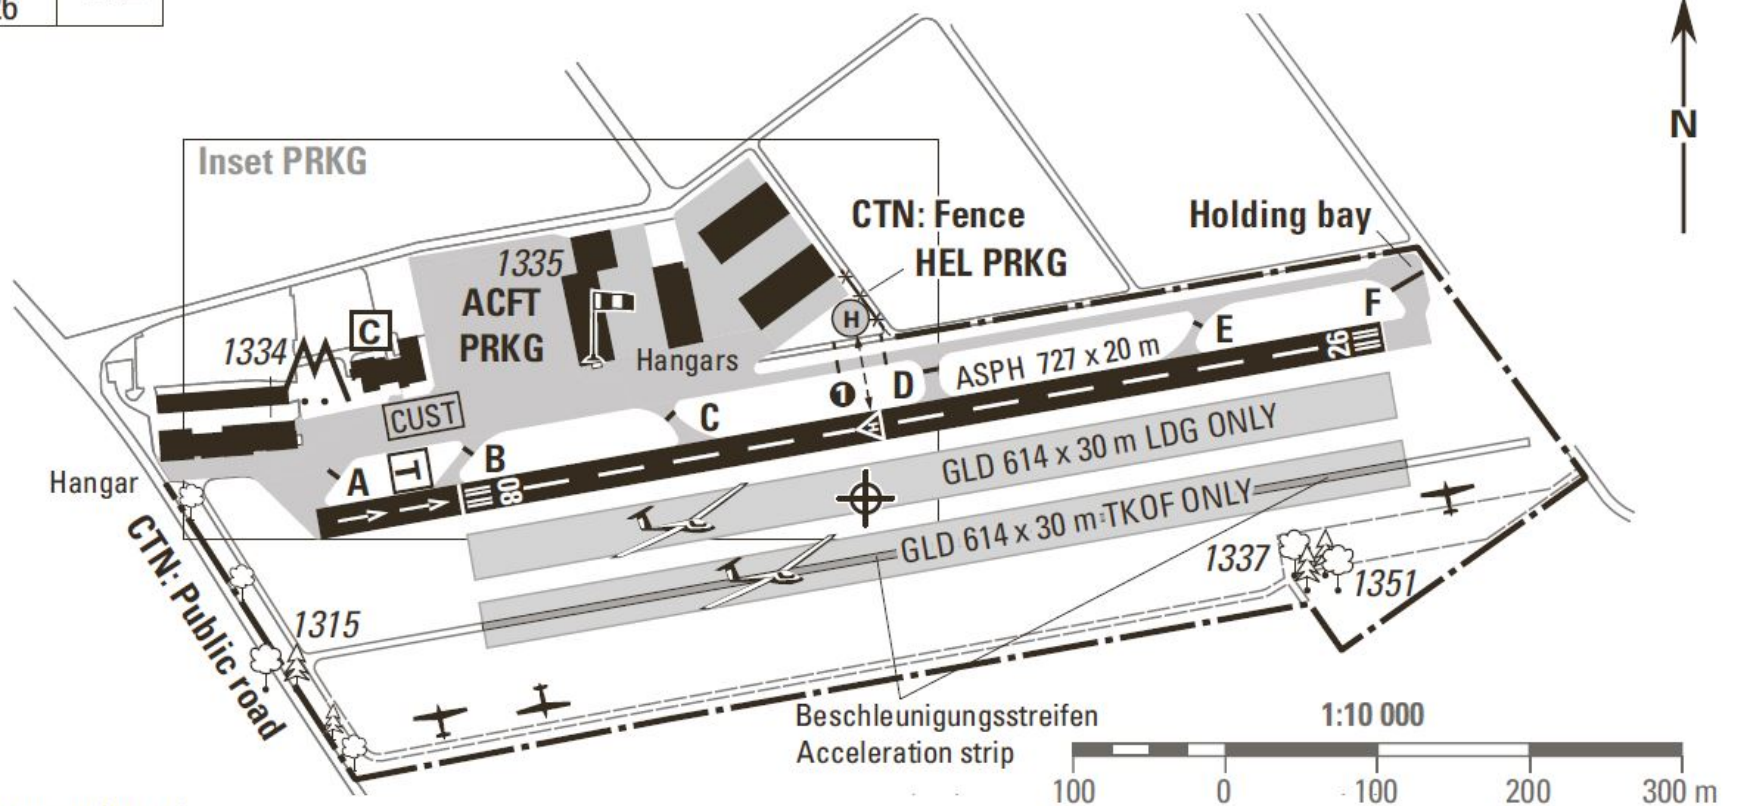 26
N
Inset PRKG
CTN: Fence
Holding bay
HEL PRKG
1335
ACFT
PRKG
C
H
1334
Hangars
F
E
26
ASPH 727 x 20 m
CUST
1
D
C
H
GLD 614 x 30 m LDG ONLY
T
B
A
08
Hangar
GLD 614 x 30 m TKOF ONLY
CTN: Public road
1337
1351
1315
Beschleunigungsstreifen
Acceleration strip
1:10 000
100 0 100 200 300 m